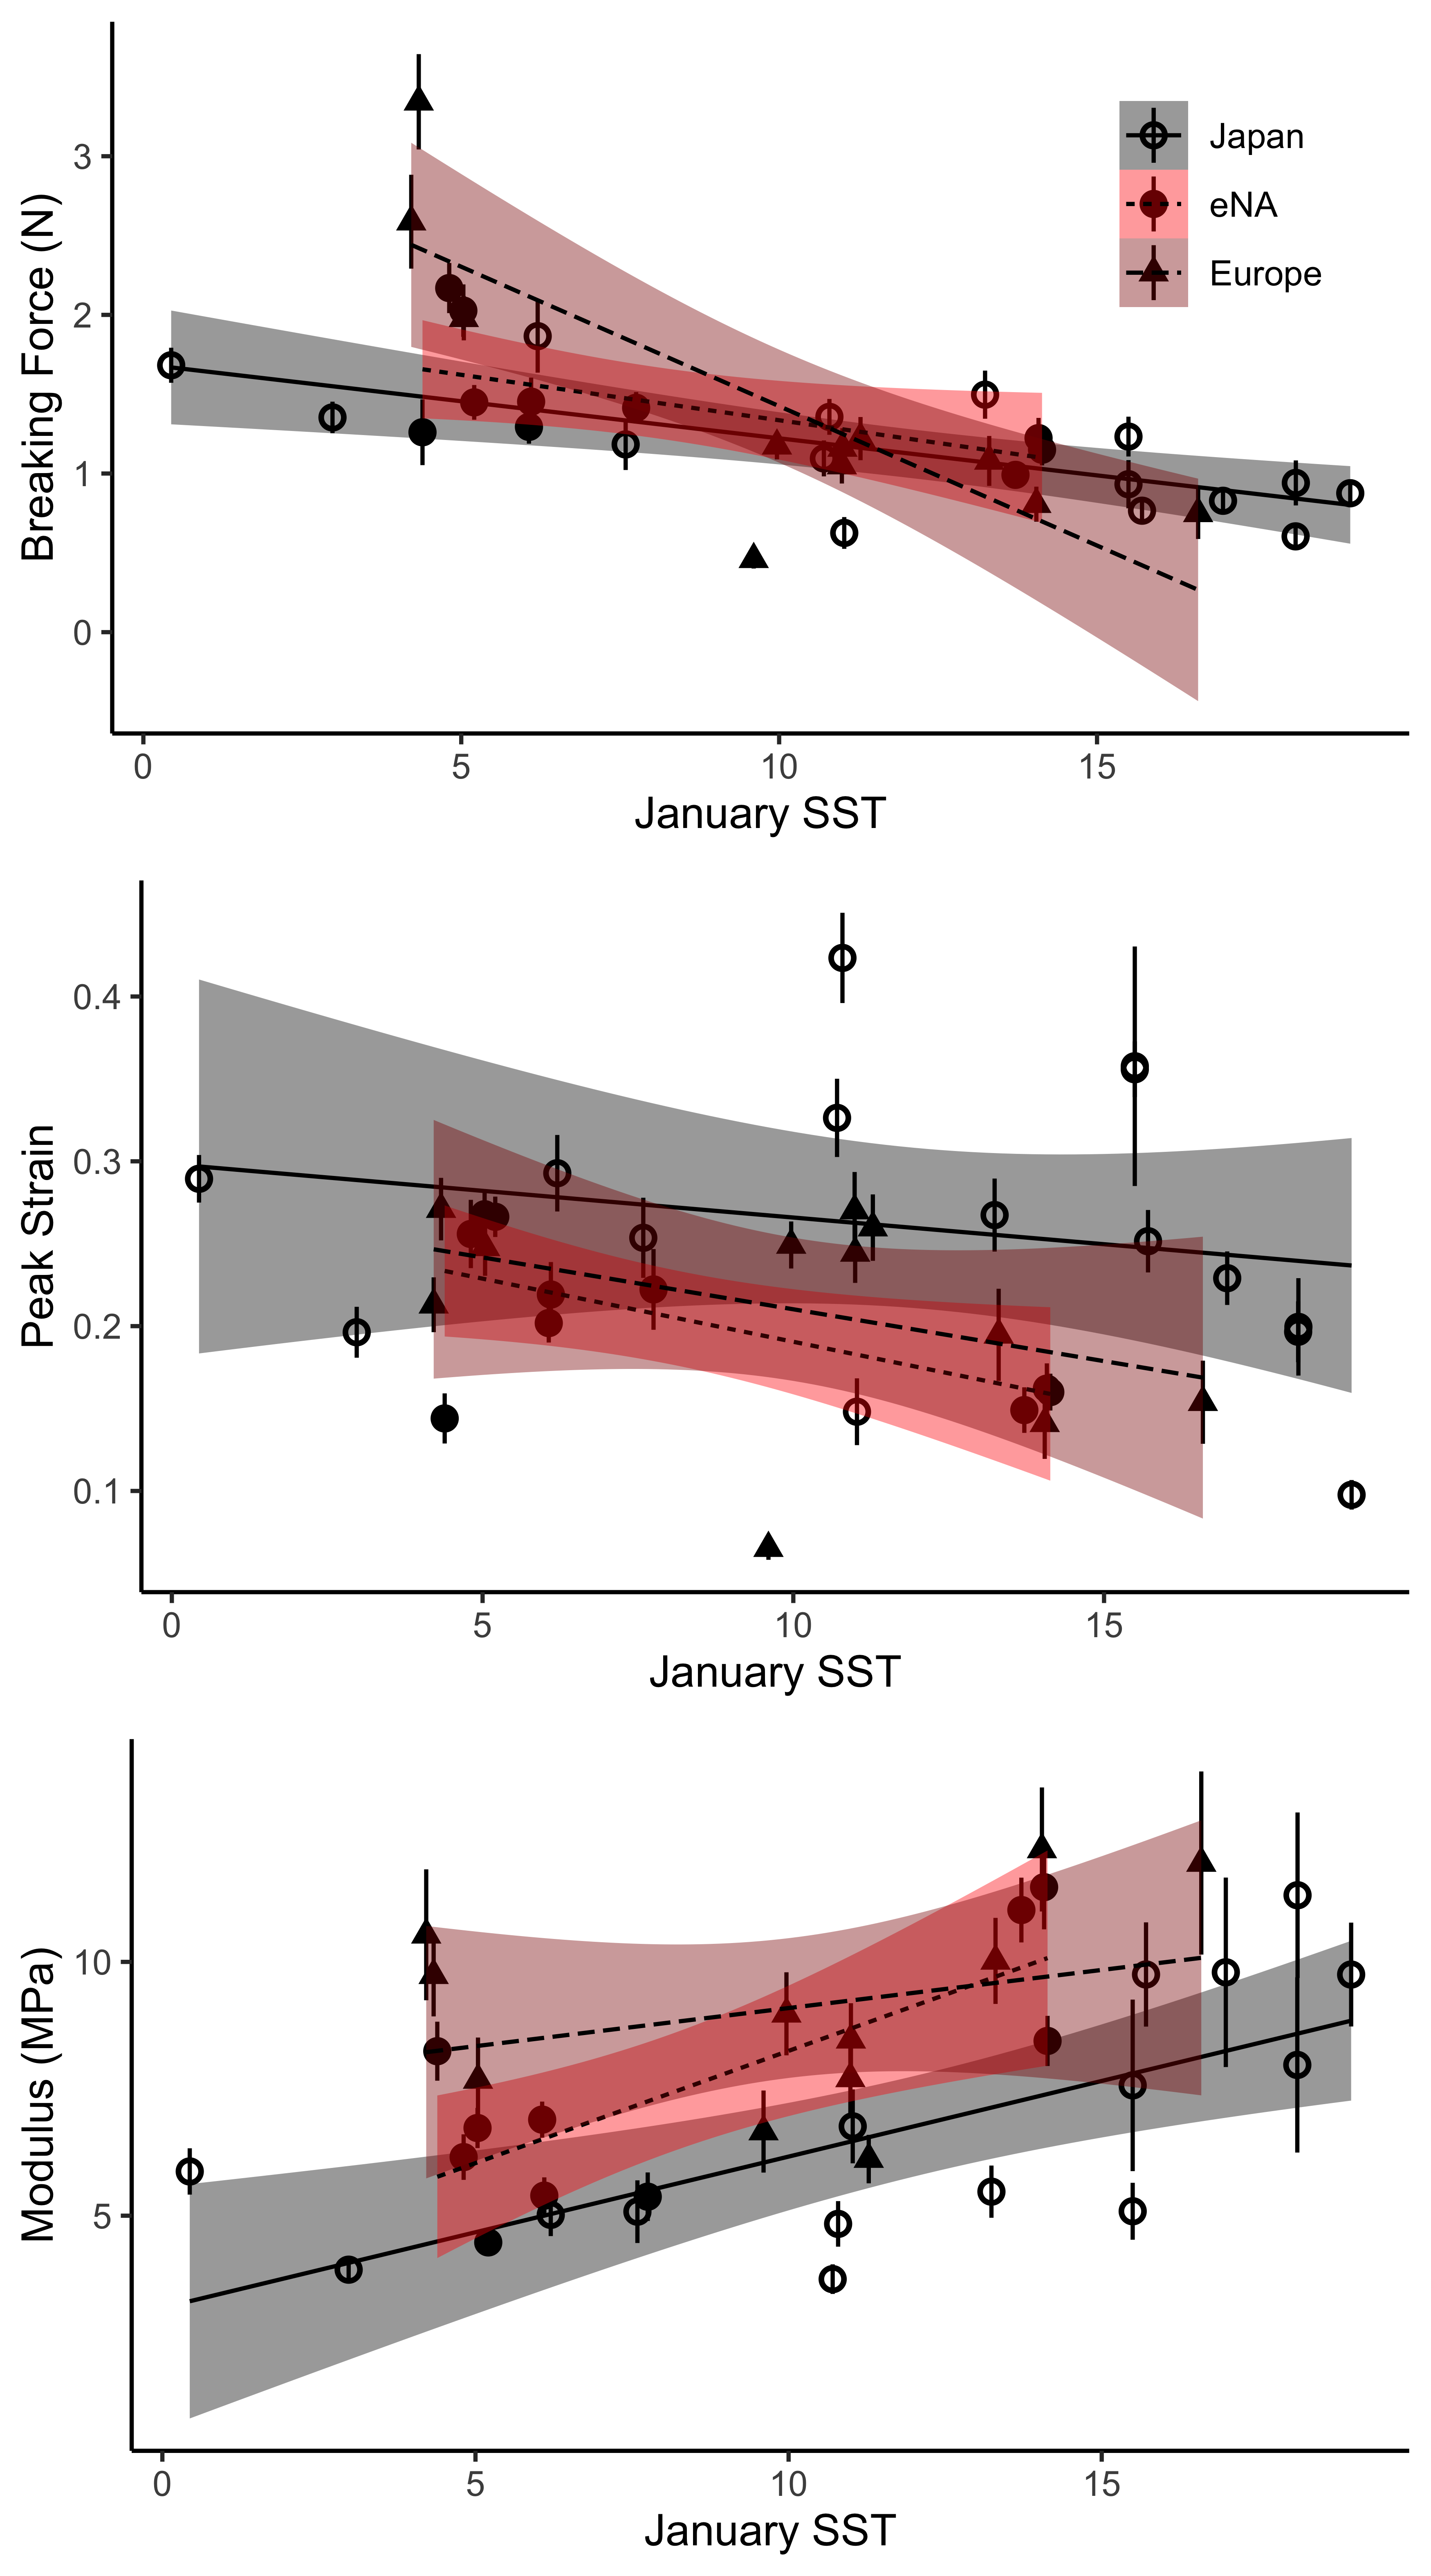 Breaking Force (N)
3
2
1
0
Japan
eNA
Europe
0 5 10 15
January SST
Peak Strain
0.4
0.3
0.2
0.1
0 5 10 15
January SST
Modulus (MPa)
10
5
0 5 10 15
January SST